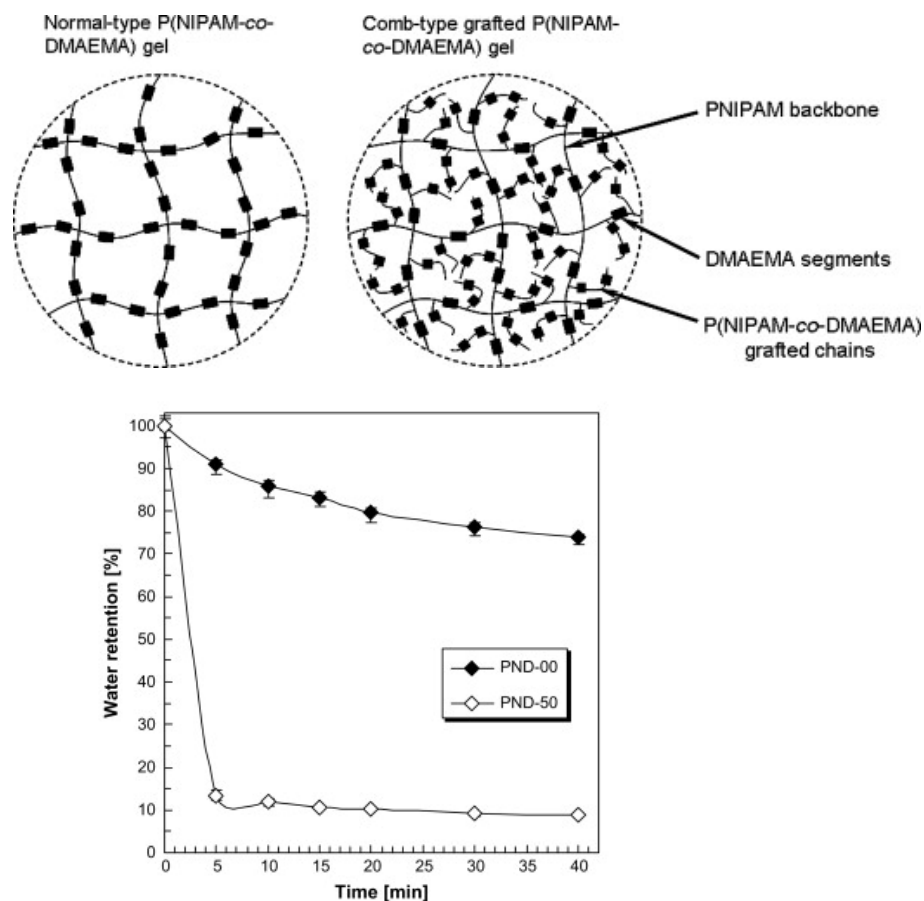 Normal-type P(NIPAM-co-
DMAEMA) gel
Comb-type grafted P(NIPAM-
co-DMAEMA) gel
PNIPAM backbone
DMAEMA segments
P(NIPAM-co-DMAEMA)
grafted chains
Water retention [%]
100
90
80
70
60
50
40
30
20
10
0
PND-00
PND-50
0 5 10 15 20 25 30 35 40
Time [min]